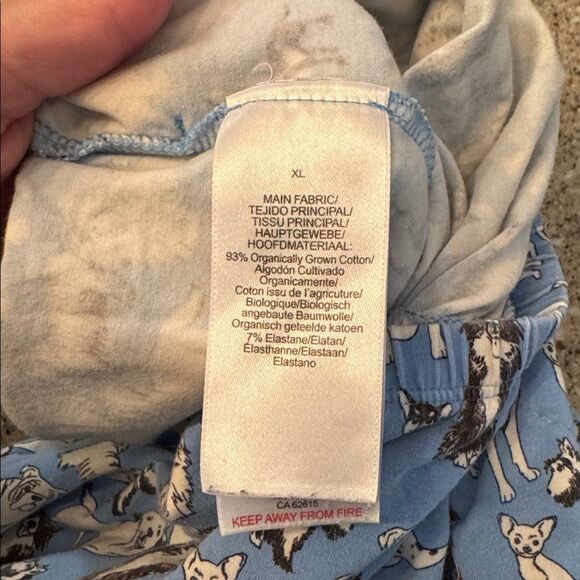 XL
MAIN FABRIC/
TEJIDO PRINCIPAL/
TISSU PRINCIPAL/
HAUPTGEWEBE/
HOOFDMATERIAAL:
93% Organically Grown Cotton/
Algodón Cultivado
Organicamente/
Coton issu de l'agriculture/
Biologique/Biologisch
angebaute Baumwolle/
Organisch geteelde katoen
7% Elastane/Elatan/
Élasthanne/Elastaan/
Elastano
CA 62615
KEEP AWAY FROM FIRE